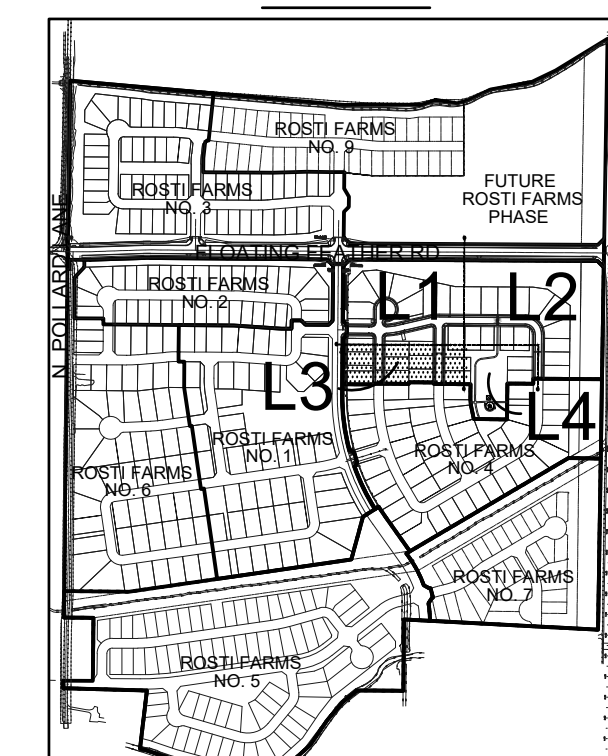 ROSTI FARMS
NO. 9
FUTURE
ROSTI FARMS
PHASE
ROSTI FARMS
NO. 3
N POLLARD LANE
FLOATING FEATHER RD
ROSTI FARMS
NO. 2
L1
L2
L3
L4
ROSTI FARMS
NO. 1
ROSTI FARMS
NO. 4
ROSTI FARMS
NO. 6
ROSTI FARMS
NO. 7
ROSTI FARMS
NO. 5